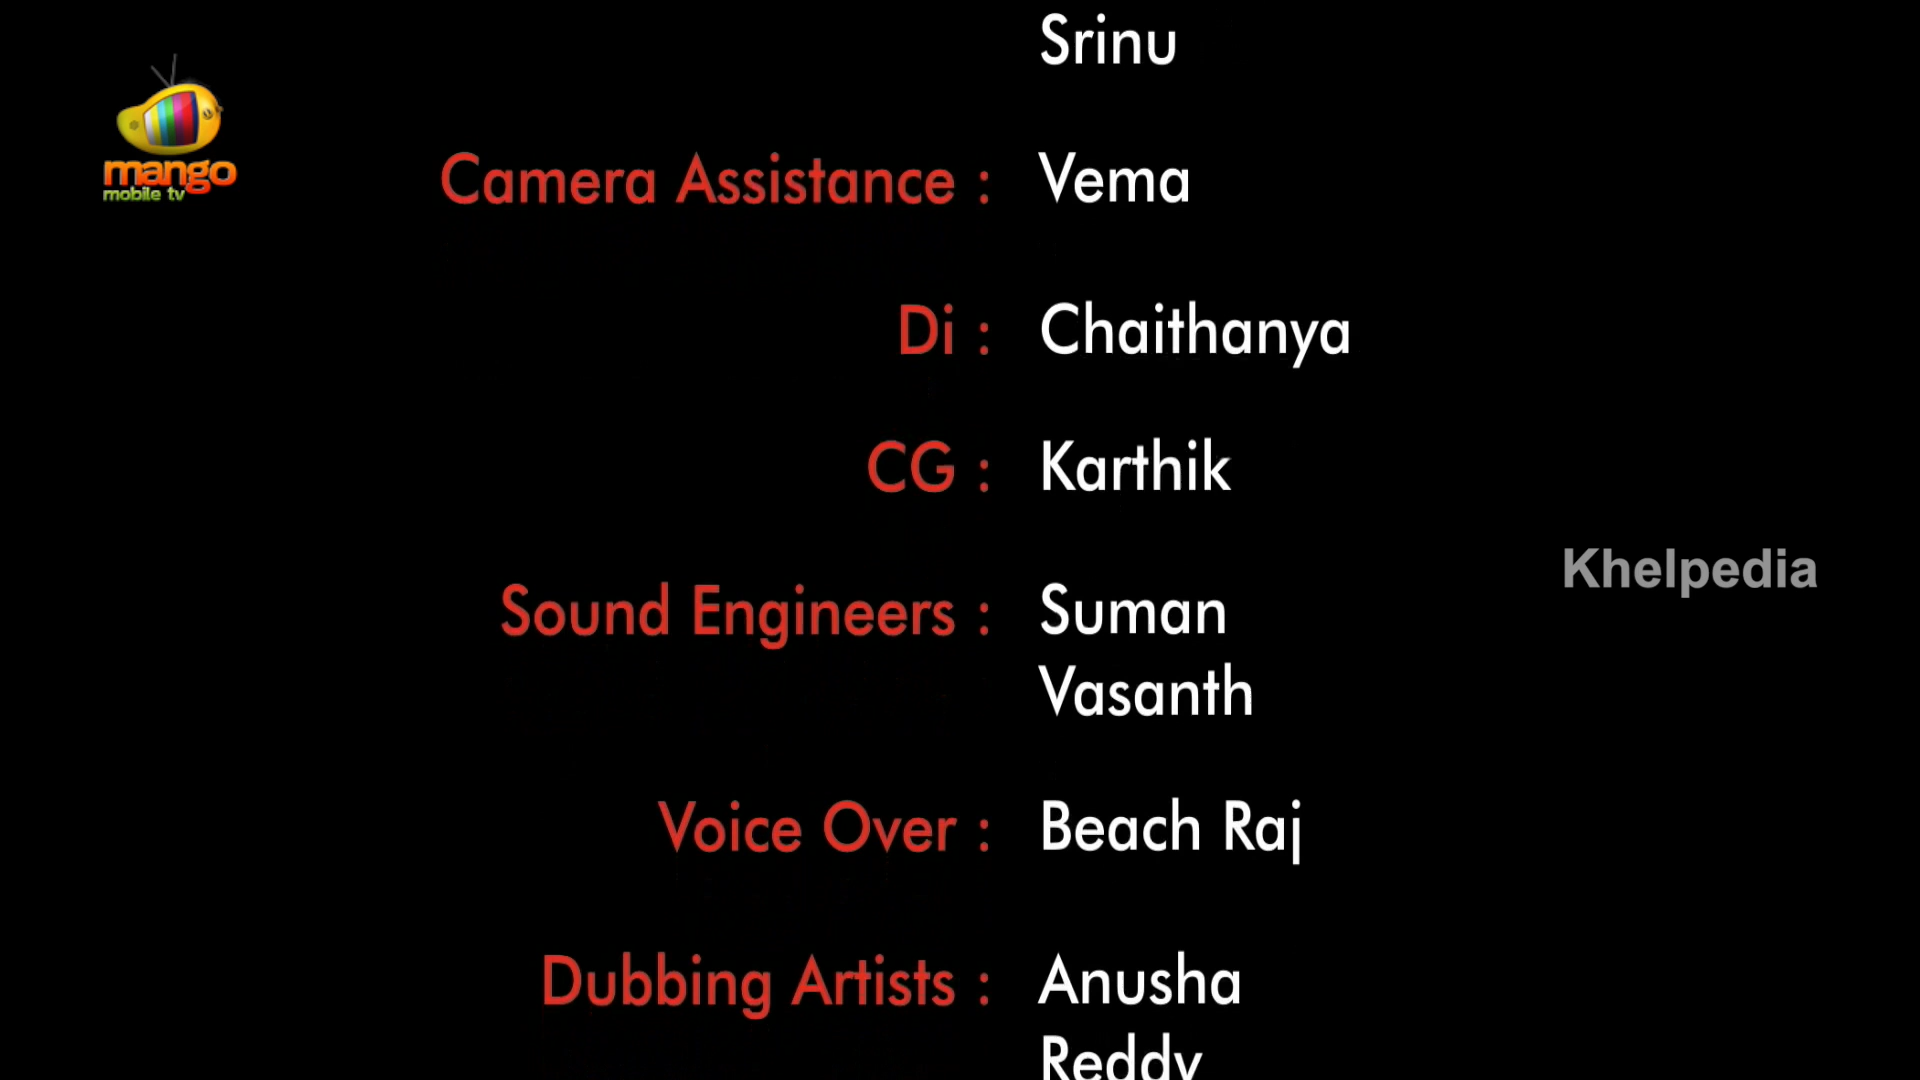 Srinu
mango
mobile tv
Camera Assistance : Vema
Di : Chaithanya
CG : Karthik
Khelpedia
Sound Engineers : Suman
Vasanth
Voice Over : Beach Raj
Dubbing Artists : Anusha
Reddy